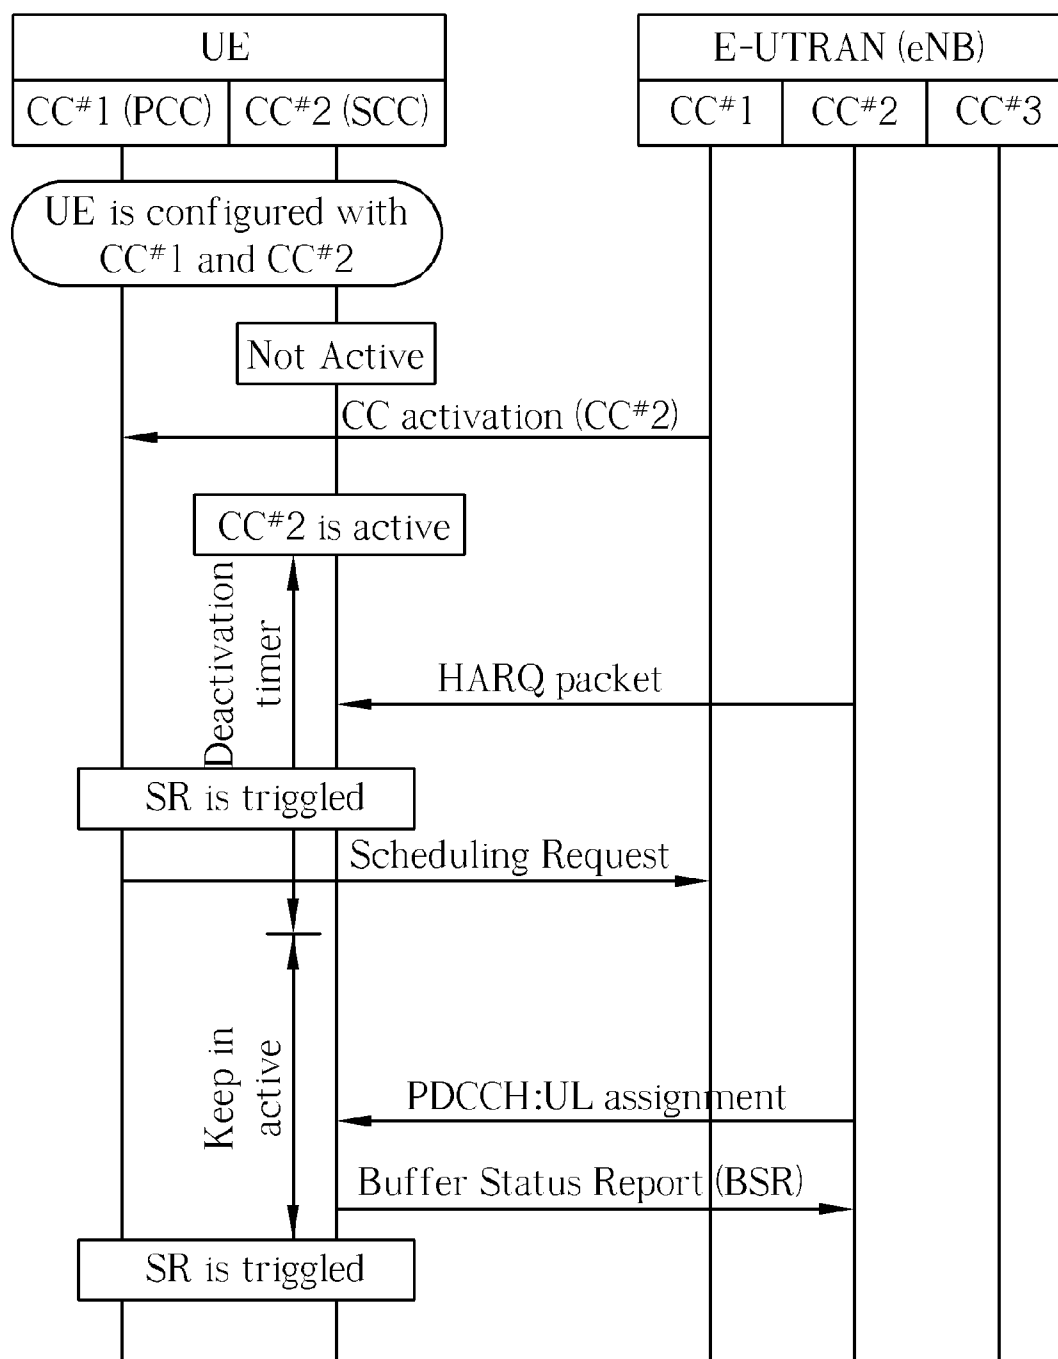 UE
E-UTRAN (eNB)
CC#1 (PCC)
CC#2 (SCC)
CC#1
CC#2
CC#3
UE is configured with
CC#1 and CC#2
Not Active
CC activation (CC#2)
CC#2 is active
Deactivation
timer
HARQ packet
SR is triggled
Scheduling Request
Keep in
active
PDCCH:UL assignment
Buffer Status Report (BSR)
SR is triggled